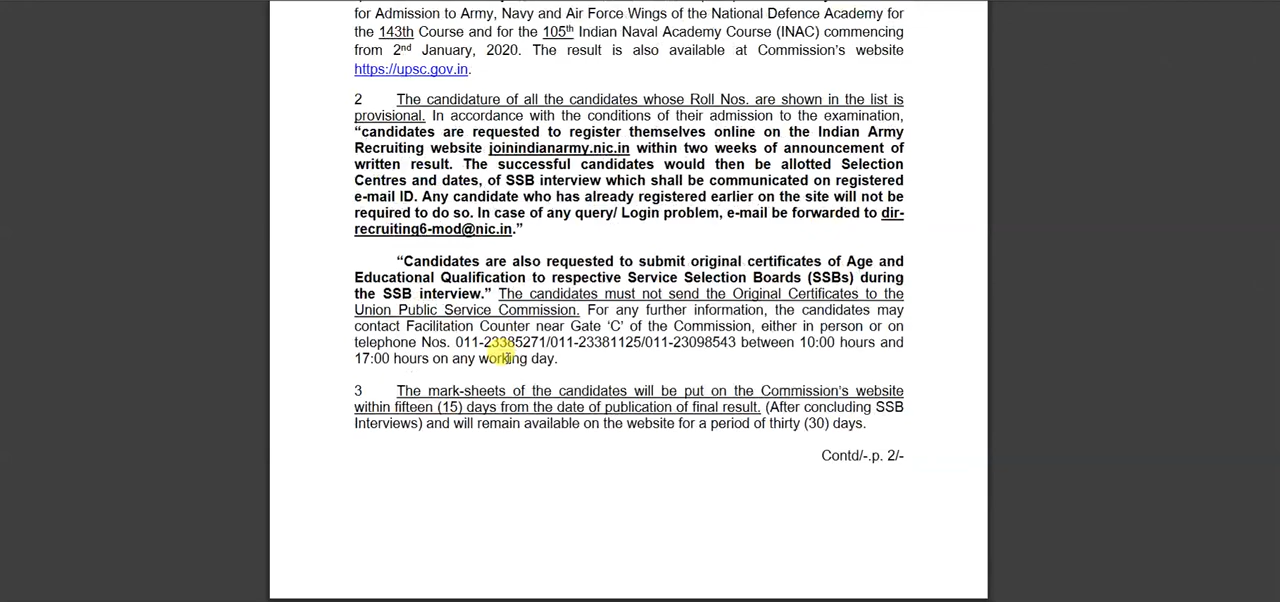 for Admission to Army, Navy and Air Force Wings of the National Defence Academy for
the 143th Course and for the 105th Indian Naval Academy Course (INAC) commencing
from 2nd January, 2020. The result is also available at Commission's website
https://upsc.gov.in.
2 The candidature of all the candidates whose Roll Nos. are shown in the list is
provisional. In accordance with the conditions of their admission to the examination,
“candidates are requested to register themselves online on the Indian Army
Recruiting website joinindianarmy.nic.in within two weeks of announcement of
written result. The successful candidates would then be allotted Selection
Centres and dates, of SSB interview which shall be communicated on registered
e-mail ID. Any candidate who has already registered earlier on the site will not be
required to do so. In case of any query/ Login problem, e-mail be forwarded to dir-
recruiting6-mod@nic.in.”
“Candidates are also requested to submit original certificates of Age and
Educational Qualification to respective Service Selection Boards (SSBs) during
the SSB interview.” The candidates must not send the Original Certificates to the
Union Public Service Commission. For any further information, the candidates may
contact Facilitation Counter near Gate ‘C’ of the Commission, either in person or on
telephone Nos. 011-23385271/011-23381125/011-23098543 between 10:00 hours and
17:00 hours on any working day.
3 The mark-sheets of the candidates will be put on the Commission's website
within fifteen (15) days from the date of publication of final result. (After concluding SSB
Interviews) and will remain available on the website for a period of thirty (30) days.
Contd/-.p. 2/-